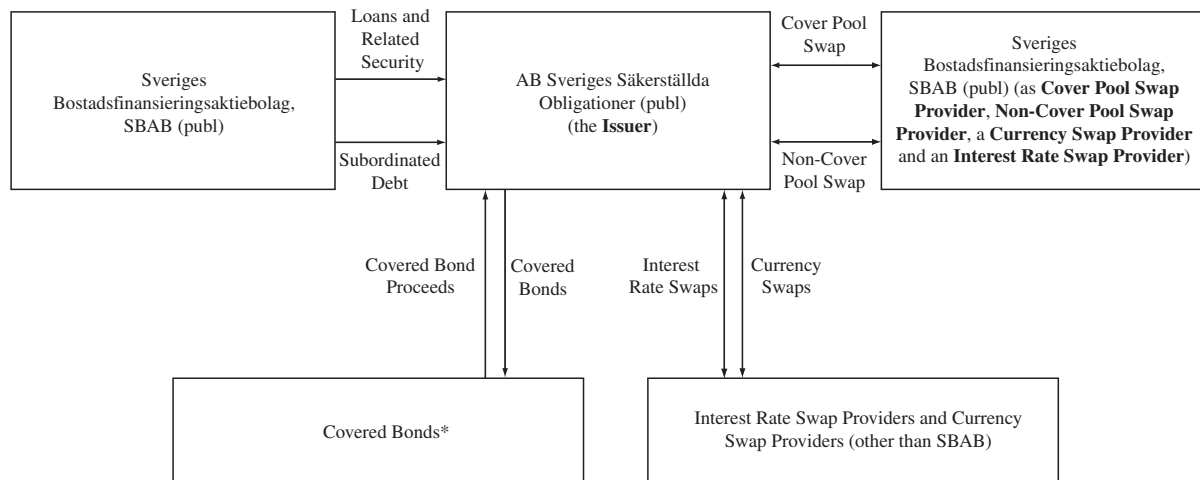 Sveriges
Bostadsfinansieringsaktiebolag,
SBAB (publ)
Loans and
Related
Security
Subordinated
Debt
AB Sveriges Säkerställda
Obligationer (publ)
(the Issuer)
Cover Pool
Swap
Non-Cover
Pool Swap
Sveriges
Bostadsfinansieringsaktiebolag,
SBAB (publ) (as Cover Pool Swap
Provider, Non-Cover Pool Swap
Provider, a Currency Swap Provider
and an Interest Rate Swap Provider)
Covered Bond
Proceeds
Covered
Bonds
Interest
Rate Swaps
Currency
Swaps
Covered Bonds*
Interest Rate Swap Providers and Currency
Swap Providers (other than SBAB)